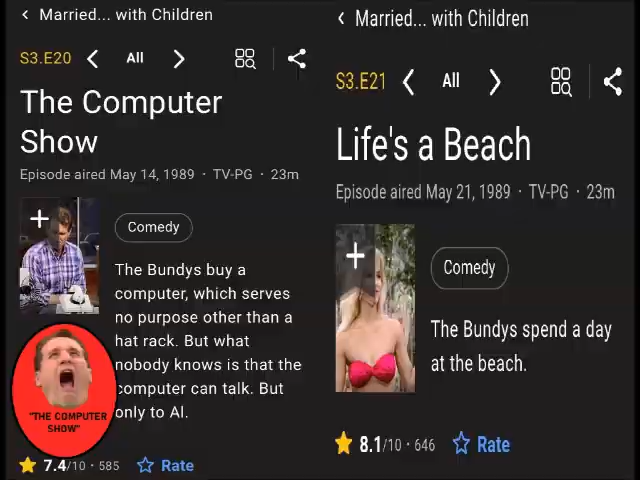 ‹ Married... with Children
S3.E20 ‹ All ›
The Computer
Show
Episode aired May 14, 1989 · TV-PG · 23m
+
Comedy
The Bundys buy a
computer, which serves
no purpose other than a
hat rack. But what
nobody knows is that the
computer can talk. But
only to Al.
"THE COMPUTER
SHOW"
7.4/10 · 585 Rate
‹ Married... with Children
S3.E21 ‹ All ›
Life's a Beach
Episode aired May 21, 1989 · TV-PG · 23m
+
Comedy
The Bundys spend a day
at the beach.
8.1/10 · 646 Rate